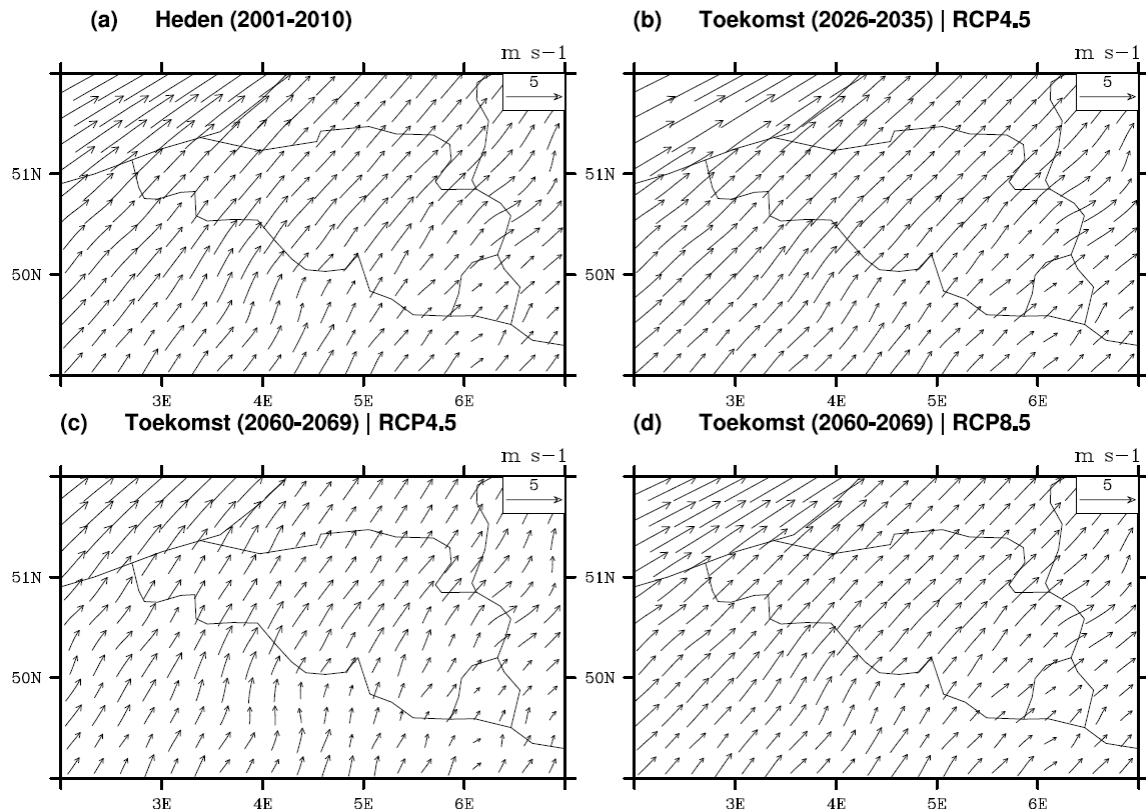 (a) Heden (2001-2010)
(b) Toekomst (2026-2035) | RCP4.5
m s-1
m s-1
5
5
51N
51N
50N
50N
3E 4E 5E 6E
3E 4E 5E 6E
(c) Toekomst (2060-2069) | RCP4.5
(d) Toekomst (2060-2069) | RCP8.5
m s-1
m s-1
5
5
51N
51N
50N
50N
3E 4E 5E 6E
3E 4E 5E 6E